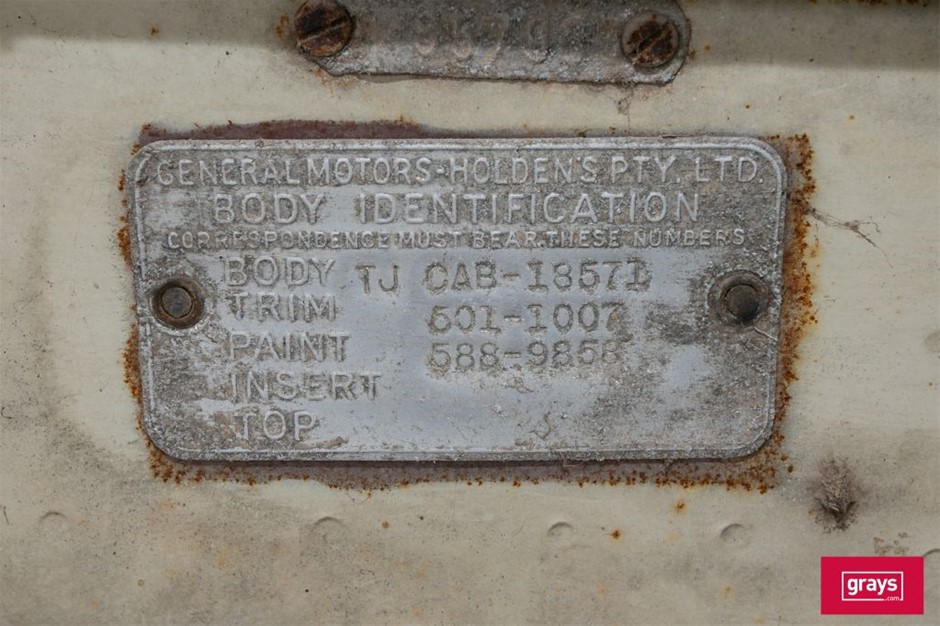 GENERAL MOTORS-HOLDEN'S PTY. LTD.
BODY IDENTIFICATION
CORRESPONDENCE MUST BEAR THESE NUMBERS
BODY TJ CAB-18571
TRIM 601-1007
PAINT 588-9858
INSERT
TOP
grays
.com